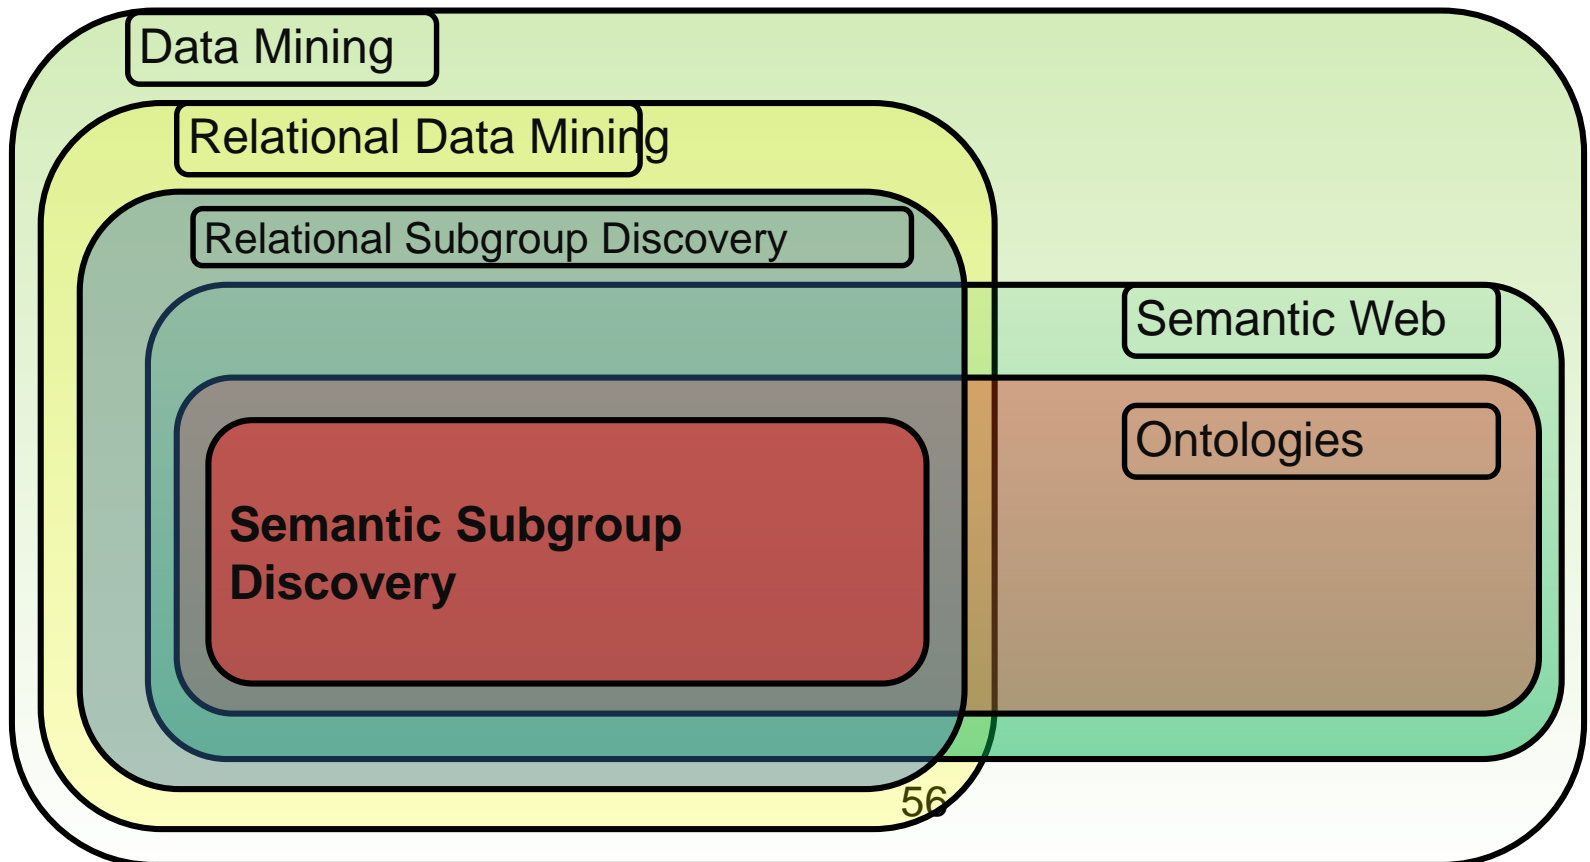 Data Mining
Relational Data Mining
Relational Subgroup Discovery
Semantic Web
Ontologies
Semantic Subgroup
Discovery
56